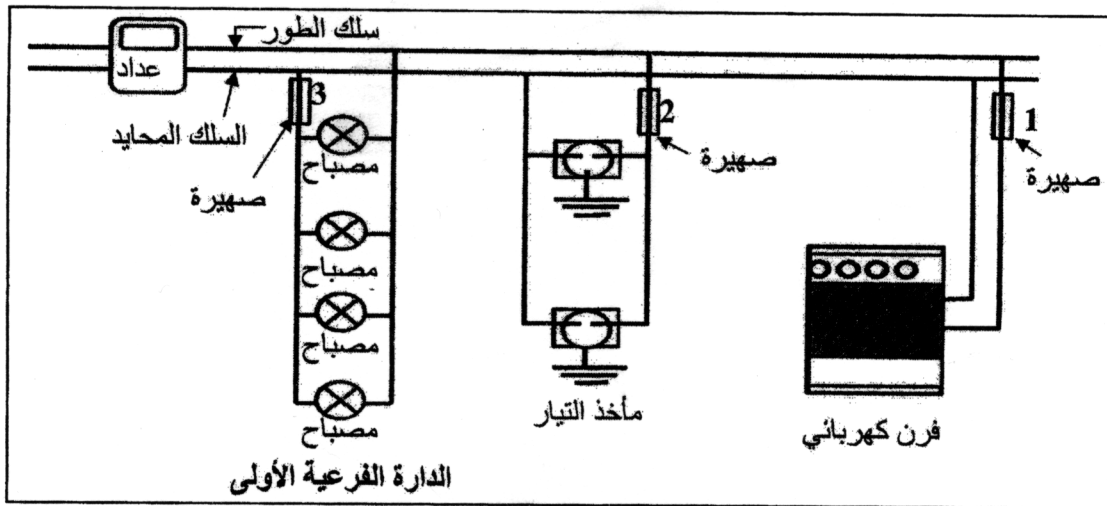 سلك الطور
عداد
السلك المحايد
صهيرة
3
مصباح
مصباح
مصباح
مصباح
الدارة الفرعية الأولى
2
صهيرة
مأخذ التيار
1
صهيرة
فرن كهربائي